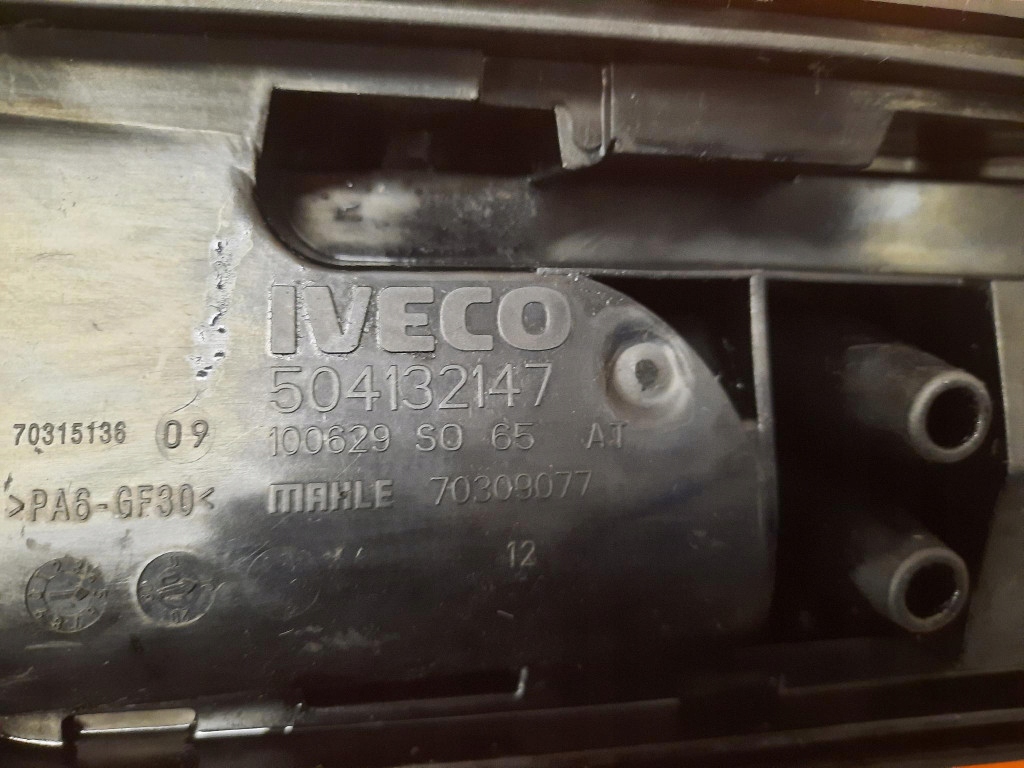 IVECO
504132147
70315136 09
100629 SO 65 AT
>PA6-GF30<
MAHLE 70309077
12